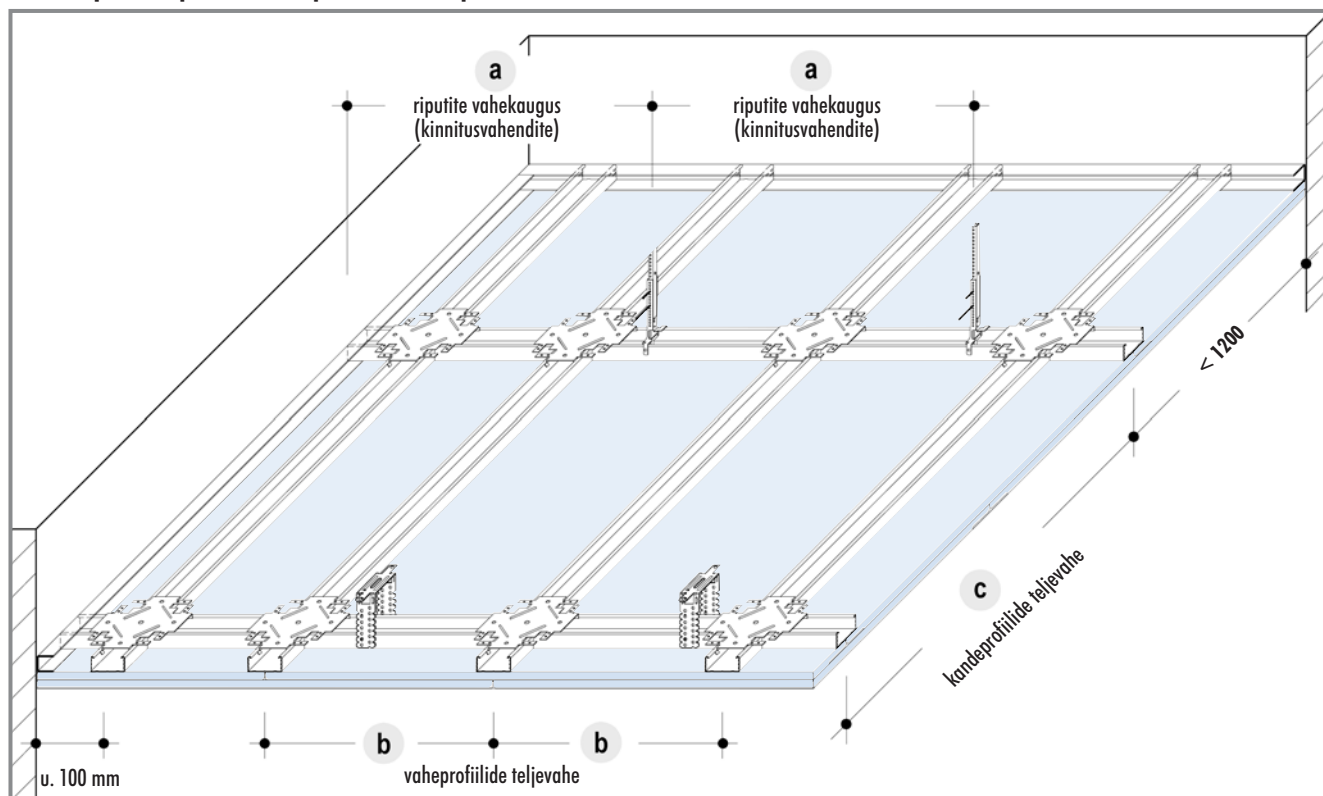 a
a
riputite vahekaugus
(kinnitusvahendite)
riputite vahekaugus
(kinnitusvahendite)
< 1200
c
kandeprofiilide teljevahe
b
b
u. 100 mm
vaheprofiilide teljevahe